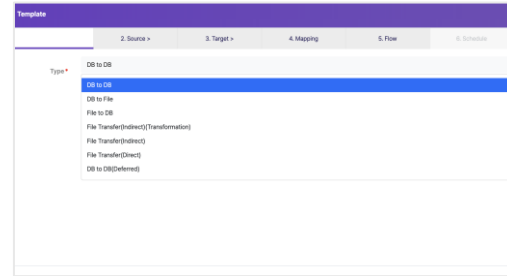 Template
2. Source > 3. Target > 4. Mapping 5. Flow 6. Schedule
Type * DB to DB
DB to DB
DB to File
File to DB
File Transfer(Indirect)(Transformation)
File Transfer(Indirect)
File Transfer(Direct)
DB to DB(Deferred)